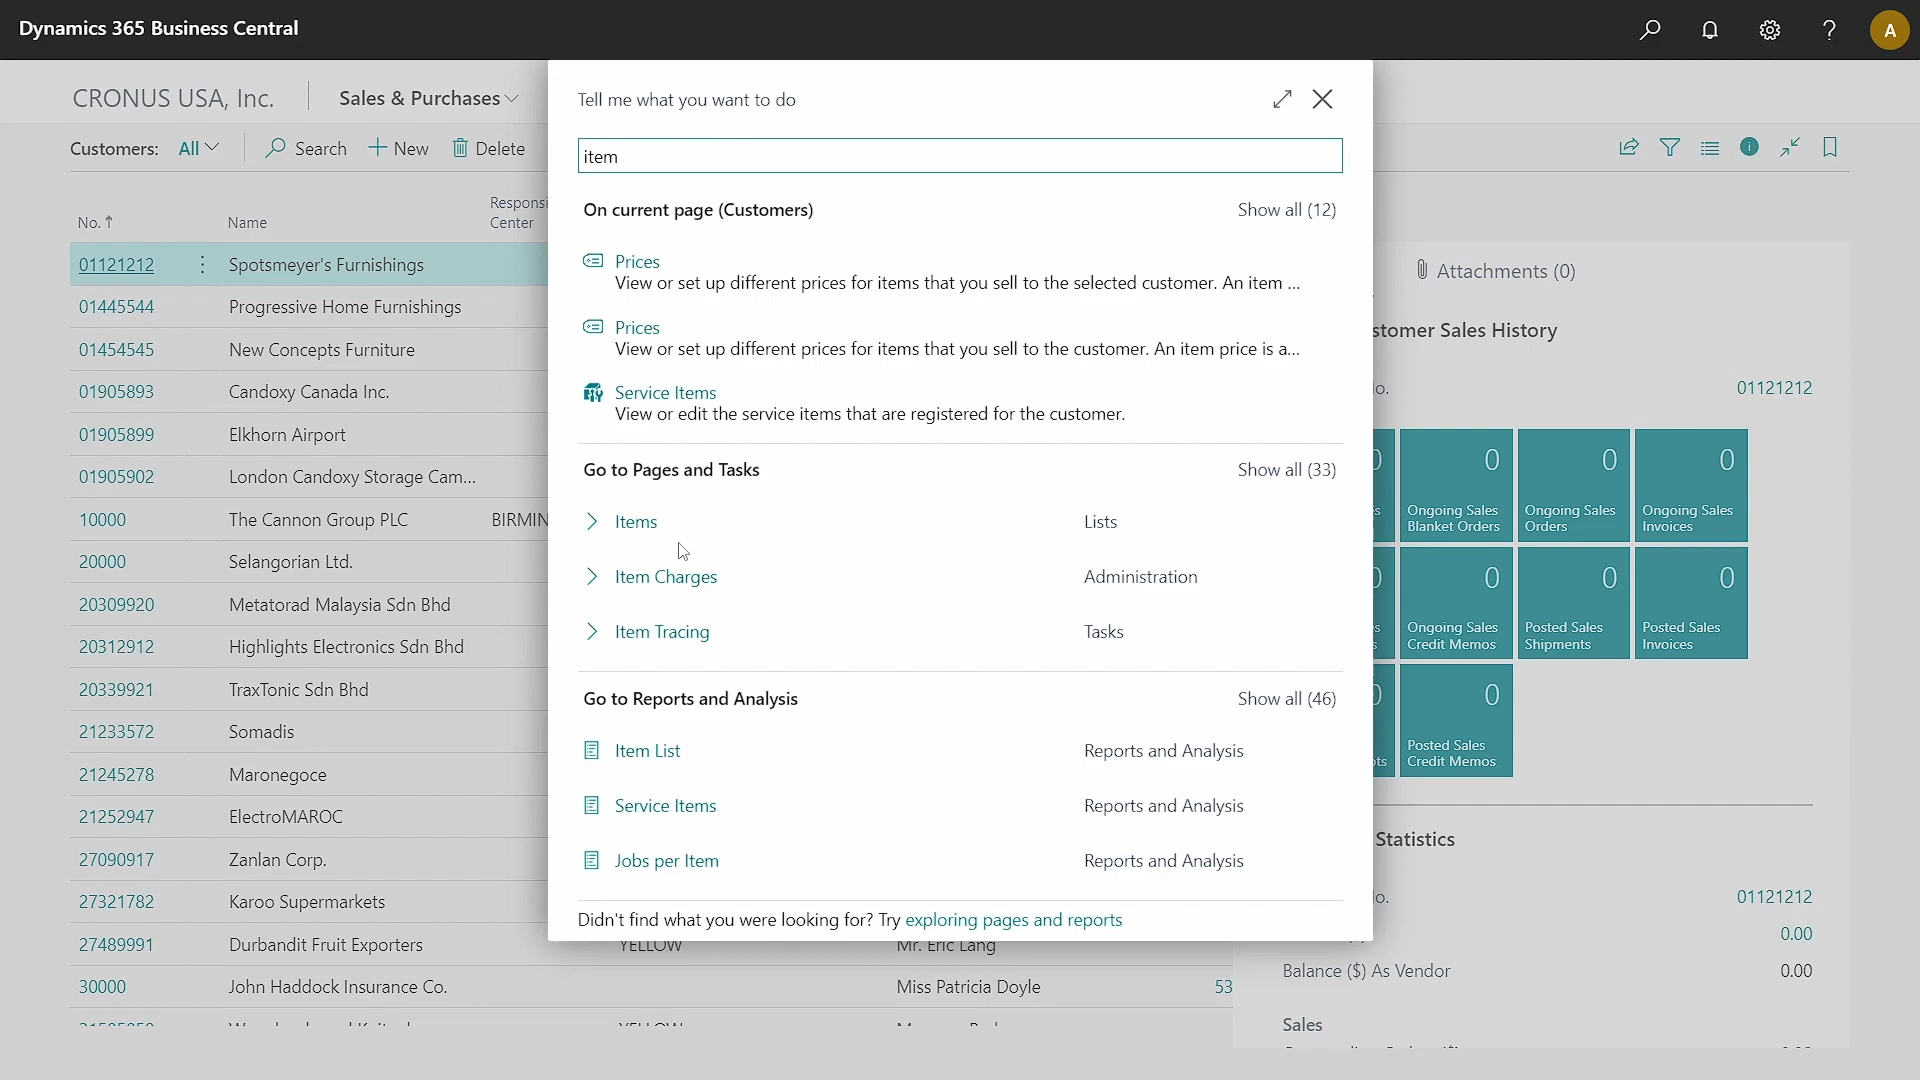 Dynamics 365 Business Central
?
A
CRONUS USA, Inc.
Sales & Purchases
Customers:
All
Search
New
Delete
No. ↑
Name
Center
01121212
Spotsmeyer's Furnishings
01445544
Progressive Home Furnishings
01454545
New Concepts Furniture
01905893
Candoxy Canada Inc.
01905899
Elkhorn Airport
01905902
London Candoxy Storage Cam...
10000
The Cannon Group PLC
BIRMIN
20000
Selangorian Ltd.
20309920
Metatorad Malaysia Sdn Bhd
20312912
Highlights Electronics Sdn Bhd
20339921
TraxTonic Sdn Bhd
21233572
Somadis
21245278
Maronegoce
21252947
ElectroMAROC
27090917
Zanlan Corp.
27321782
Karoo Supermarkets
27489991
Durbandit Fruit Exporters
YELLOW
Mr. Eric Lang
30000
John Haddock Insurance Co.
Miss Patricia Doyle
53
Tell me what you want to do
item
On current page (Customers)
Show all (12)
Prices
View or set up different prices for items that you sell to the selected customer. An item ...
Prices
View or set up different prices for items that you sell to the customer. An item price is a...
Service Items
View or edit the service items that are registered for the customer.
Go to Pages and Tasks
Show all (33)
Items
Lists
Item Charges
Administration
Item Tracing
Tasks
Go to Reports and Analysis
Show all (46)
Item List
Reports and Analysis
Service Items
Reports and Analysis
Jobs per Item
Reports and Analysis
Didn't find what you were looking for? Try exploring pages and reports
Attachments (0)
stomer Sales History
o.
01121212
0
Ongoing Sales
Blanket Orders
0
Ongoing Sales
Orders
0
Ongoing Sales
Invoices
0
Ongoing Sales
Credit Memos
0
Posted Sales
Shipments
0
Posted Sales
Invoices
0
Posted Sales
Credit Memos
Statistics
o.
01121212
0.00
Balance ($) As Vendor
0.00
Sales